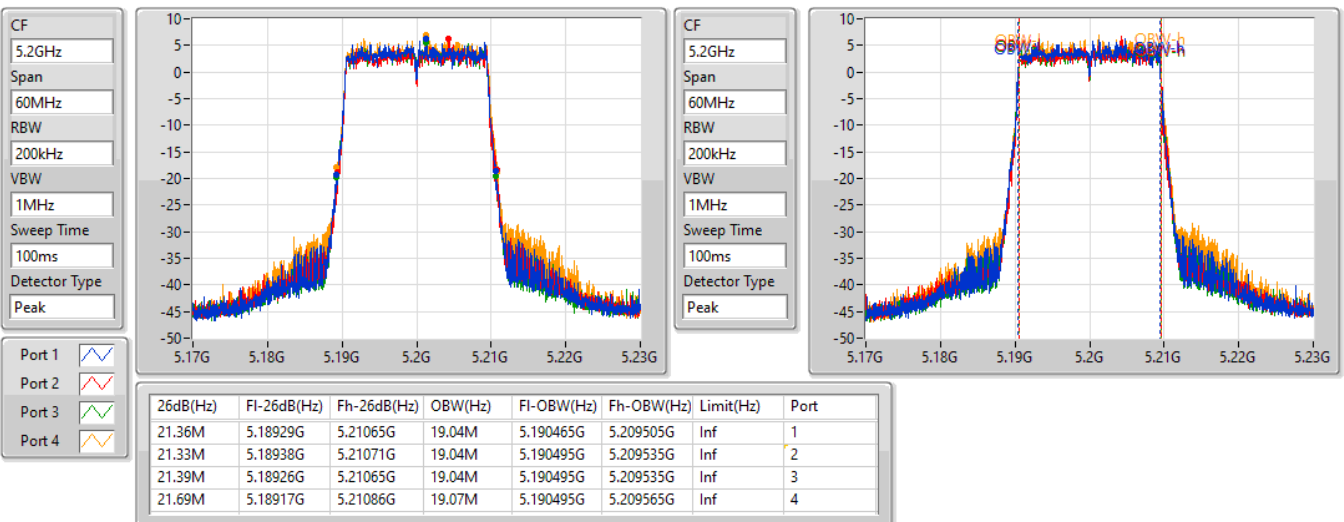 CF
5.2GHz
Span
60MHz
RBW
200kHz
VBW
1MHz
Sweep Time
100ms
Detector Type
Peak
10
5
0
-5
-10
-15
-20
-25
-30
-35
-40
-45
-50
5.17G 5.18G 5.19G 5.2G 5.21G 5.22G 5.23G
CF
5.2GHz
Span
60MHz
RBW
200kHz
VBW
1MHz
Sweep Time
100ms
Detector Type
Peak
10
5
0
-5
-10
-15
-20
-25
-30
-35
-40
-45
-50
OBW-h
5.17G 5.18G 5.19G 5.2G 5.21G 5.22G 5.23G
Port 1
Port 2
Port 3
Port 4
26dB(Hz) Fl-26dB(Hz) Fh-26dB(Hz) OBW(Hz) Fl-OBW(Hz) Fh-OBW(Hz) Limit(Hz) Port
21.36M 5.18929G 5.21065G 19.04M 5.190465G 5.209505G Inf 1
21.33M 5.18938G 5.21071G 19.04M 5.190495G 5.209535G Inf 2
21.39M 5.18926G 5.21065G 19.04M 5.190495G 5.209535G Inf 3
21.69M 5.18917G 5.21086G 19.07M 5.190495G 5.209565G Inf 4